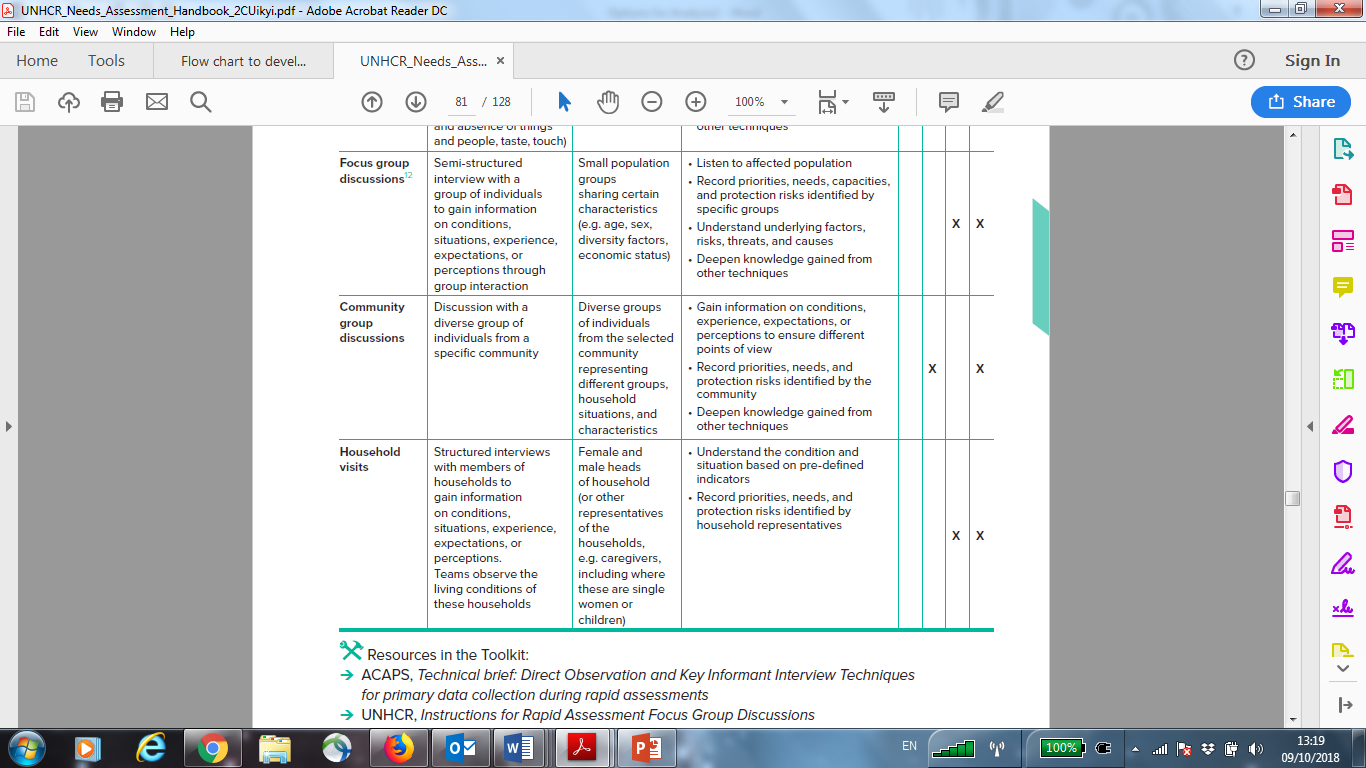 UNHCR_Needs_Assessment_Handbook_2CUikyi.pdf - Adobe Acrobat Reader DC
File Edit View Window Help
Home Tools Flow chart to devel... UNHCR_Needs_Ass... × ? Sign In
81 / 128 100% Share
and absence of things
and people, taste, touch)
other techniques
Focus group
discussions12
Semi-structured
interview with a
group of individuals
to gain information
on conditions,
situations, experience,
expectations, or
perceptions through
group interaction
Small population
groups
sharing certain
characteristics
(e.g. age, sex,
diversity factors,
economic status)
• Listen to affected population
• Record priorities, needs, capacities,
and protection risks identified by
specific groups
• Understand underlying factors,
risks, threats, and causes
• Deepen knowledge gained from
other techniques
X X
Community
group
discussions
Discussion with a
diverse group of
individuals from a
specific community
Diverse groups
of individuals
from the selected
community
representing
different groups,
household
situations, and
characteristics
• Gain information on conditions,
experience, expectations, or
perceptions to ensure different
points of view
• Record priorities, needs, and
protection risks identified by the
community
• Deepen knowledge gained from
other techniques
X X
Household
visits
Structured interviews
with members of
households to
gain information
on conditions,
situations, experience,
expectations, or
perceptions.
Teams observe the
living conditions of
these households
Female and
male heads
of household
(or other
representatives
of the
households,
e.g. caregivers,
including where
these are single
women or
children)
• Understand the condition and
situation based on pre-defined
indicators
• Record priorities, needs, and
protection risks identified by
household representatives
X X
Resources in the Toolkit:
→ ACAPS, Technical brief: Direct Observation and Key Informant Interview Techniques
for primary data collection during rapid assessments
→ UNHCR, Instructions for Rapid Assessment Focus Group Discussions
EN 100% 13:19
09/10/2018